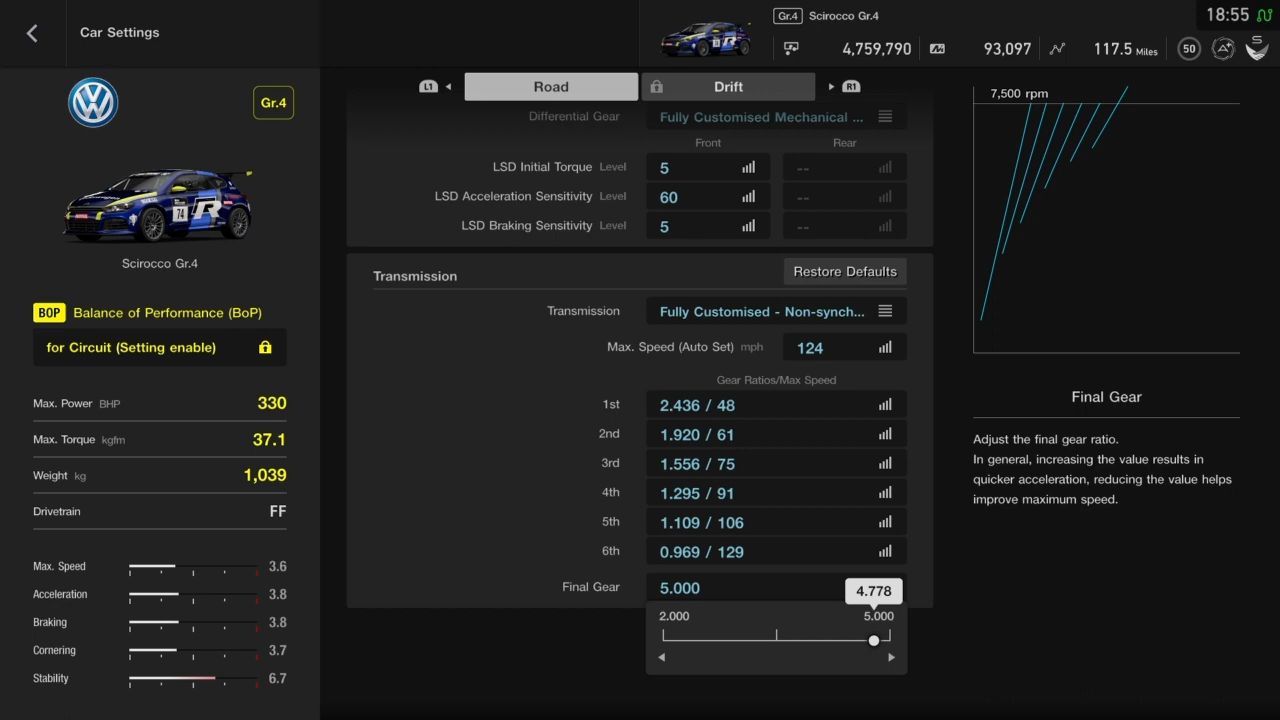 Car Settings
Gr.4 Scirocco Gr.4
18:55
4,759,790 93,097 117.5 Miles 50 S
Gr.4
Scirocco Gr.4
BOP Balance of Performance (BoP)
for Circuit (Setting enable)
Max. Power BHP 330
Max. Torque kgfm 37.1
Weight kg 1,039
Drivetrain FF
Max. Speed 3.6
Acceleration 3.8
Braking 3.8
Cornering 3.7
Stability 6.7
L1 Road Drift R1
Differential Gear Fully Customised Mechanical ...
Front Rear
LSD Initial Torque Level 5 --
LSD Acceleration Sensitivity Level 60 --
LSD Braking Sensitivity Level 5 --
Transmission Restore Defaults
Transmission Fully Customised - Non-synch...
Max. Speed (Auto Set) mph 124
Gear Ratios/Max Speed
1st 2.436 / 48
2nd 1.920 / 61
3rd 1.556 / 75
4th 1.295 / 91
5th 1.109 / 106
6th 0.969 / 129
Final Gear 5.000
4.778
2.000 5.000
7,500 rpm
Final Gear
Adjust the final gear ratio.
In general, increasing the value results in
quicker acceleration, reducing the value helps
improve maximum speed.